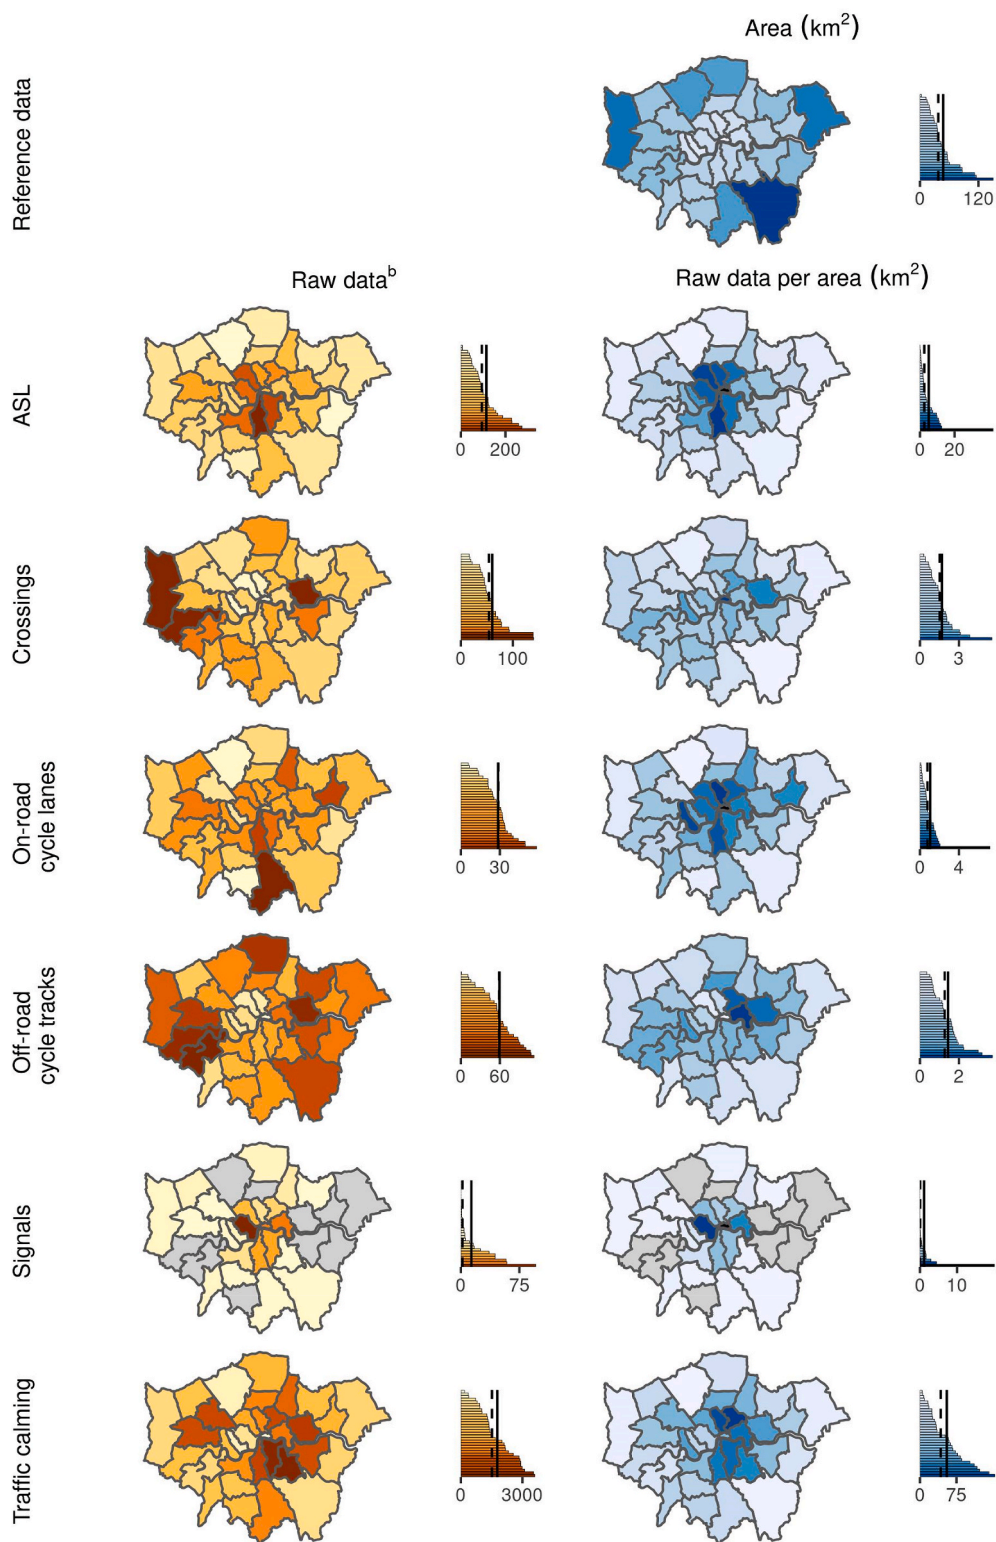 Area (km²)
Reference data
0 120
Raw dataᵇ
Raw data per area (km²)
ASL
0 200
0 20
Crossings
0 100
0 3
On-road
cycle lanes
0 30
0 4
Off-road
cycle tracks
0 60
0 2
Signals
0 75
0 10
Traffic calming
0 3000
0 75